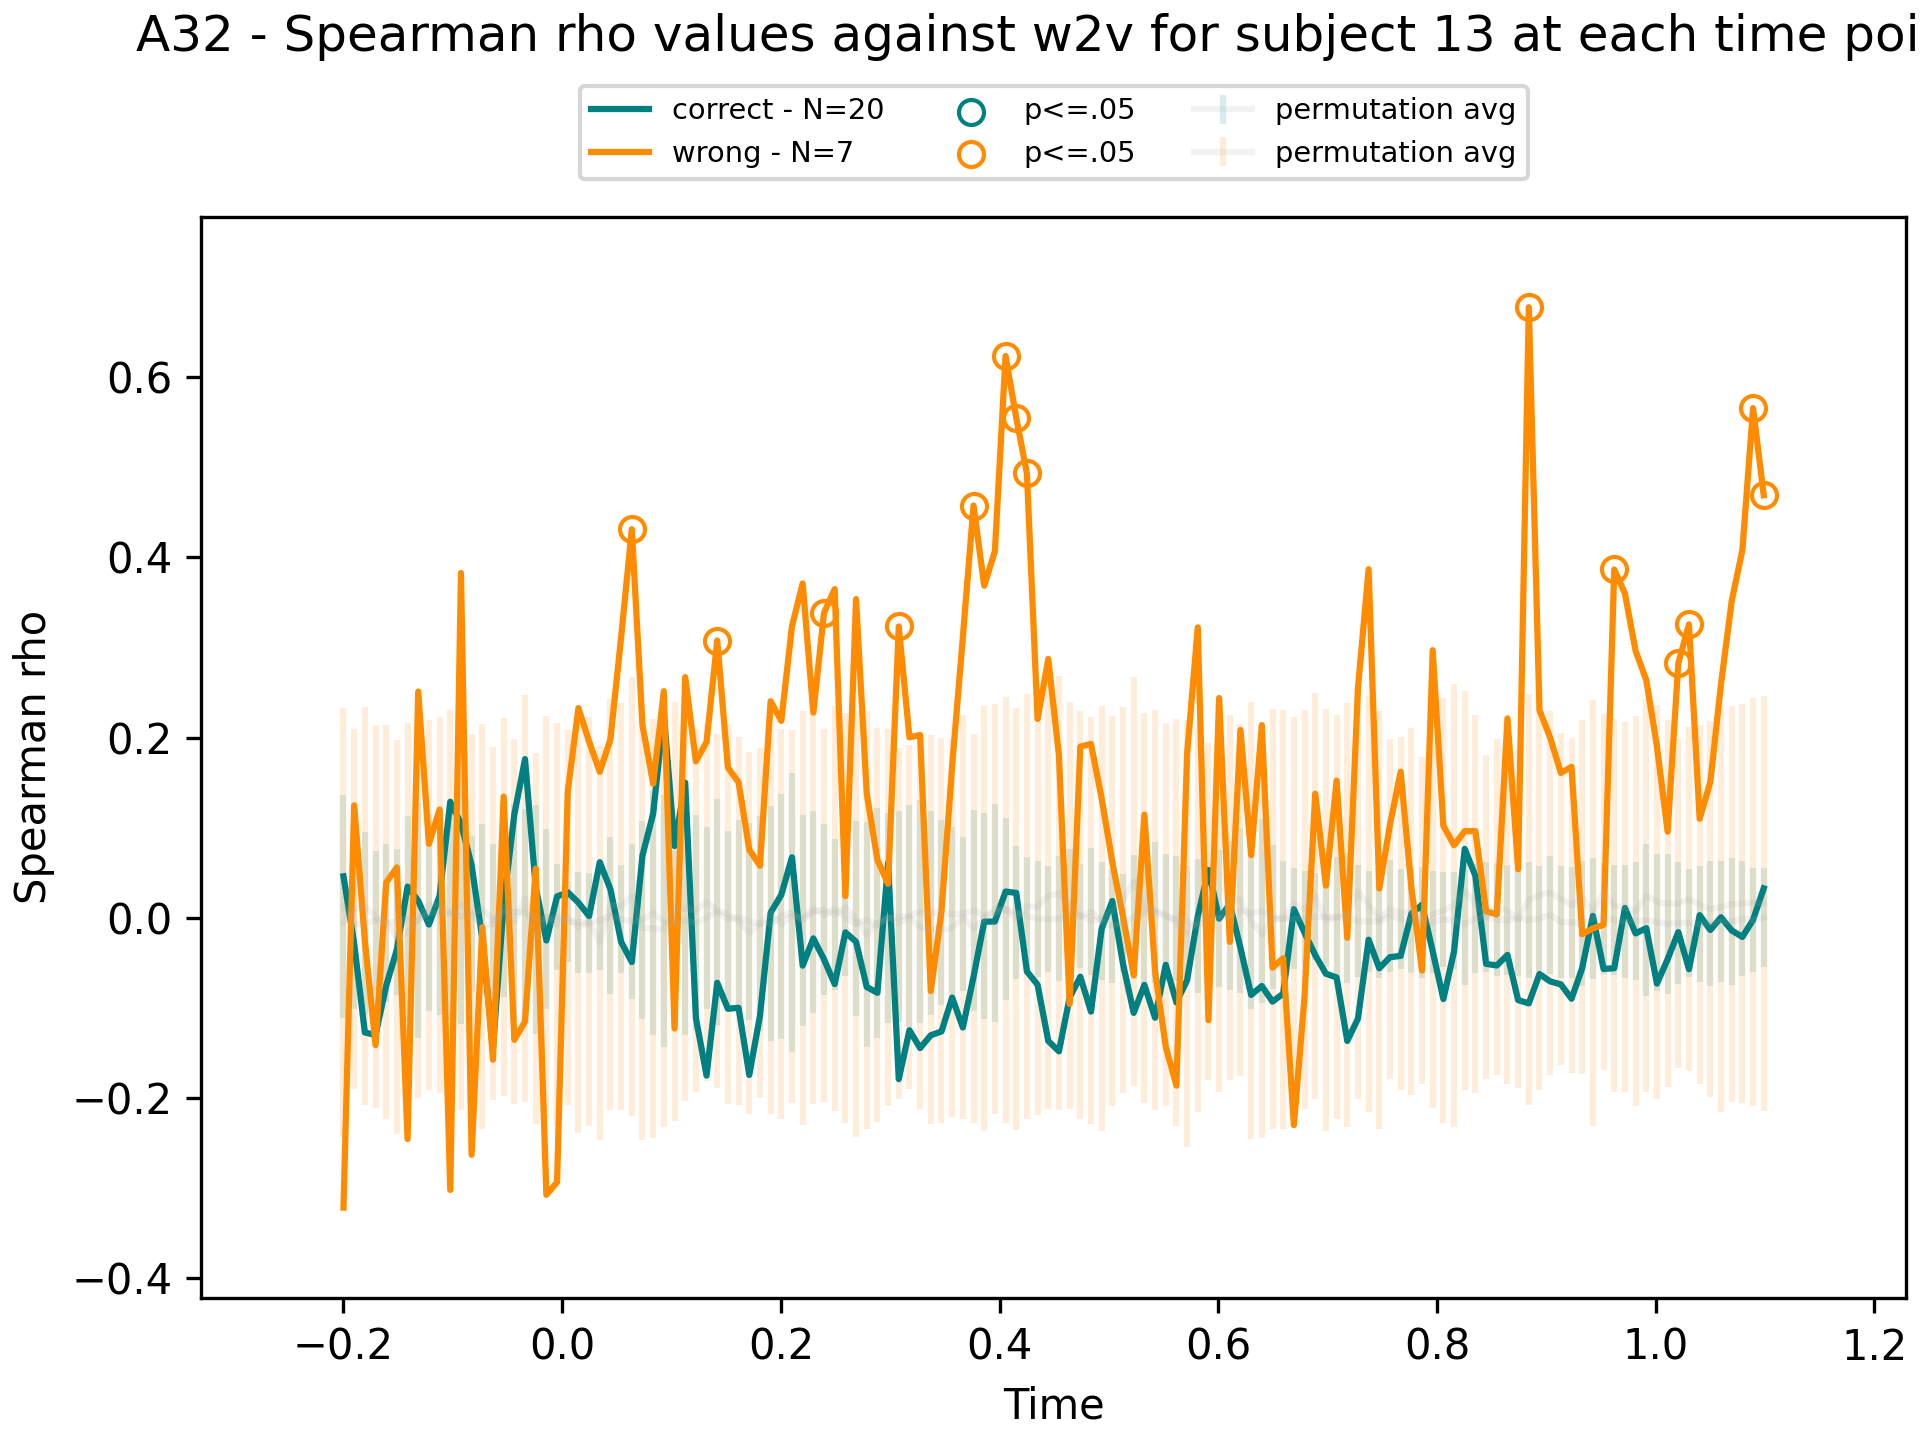 A32 - Spearman rho values against w2v for subject 13 at each time poi
correct - N=20
wrong - N=7
p<=.05
p<=.05
permutation avg
permutation avg
Spearman rho
0.6
0.4
0.2
0.0
−0.2
−0.4
−0.2 0.0 0.2 0.4 0.6 0.8 1.0 1.2
Time